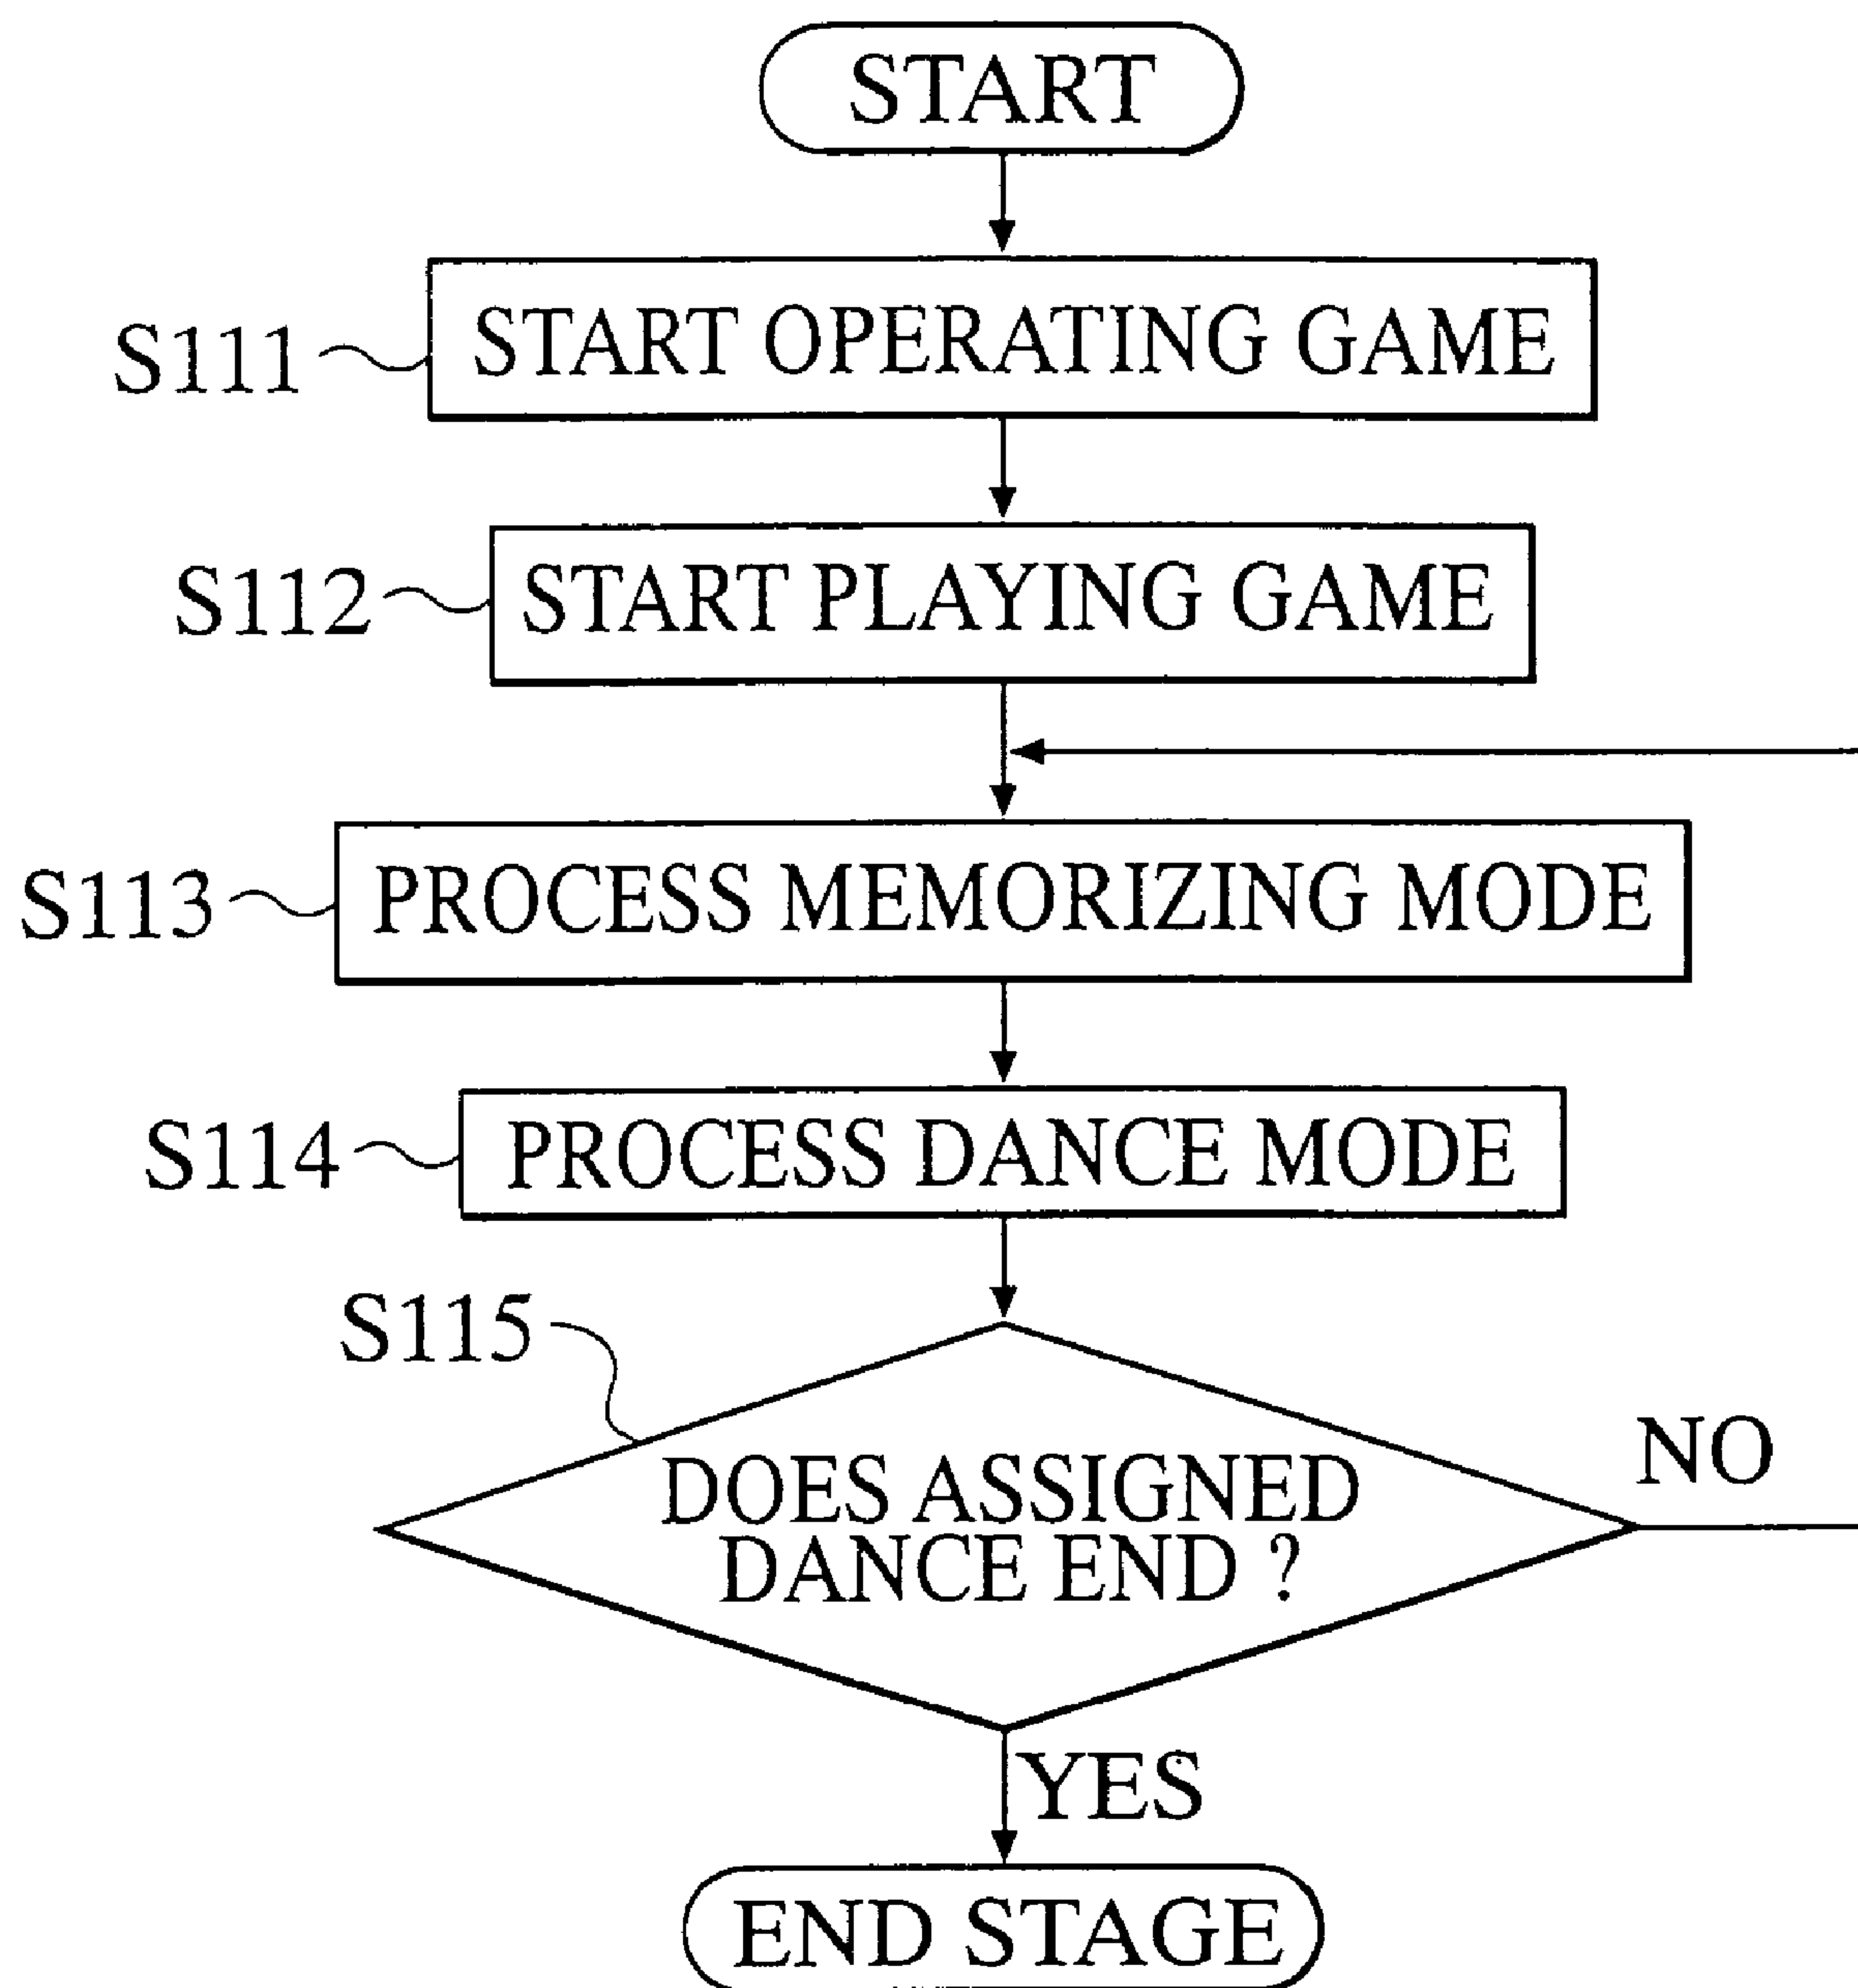 START
S111
START OPERATING GAME
S112
START PLAYING GAME
S113
PROCESS MEMORIZING MODE
S114
PROCESS DANCE MODE
S115
DOES ASSIGNED
DANCE END ?
NO
YES
END STAGE